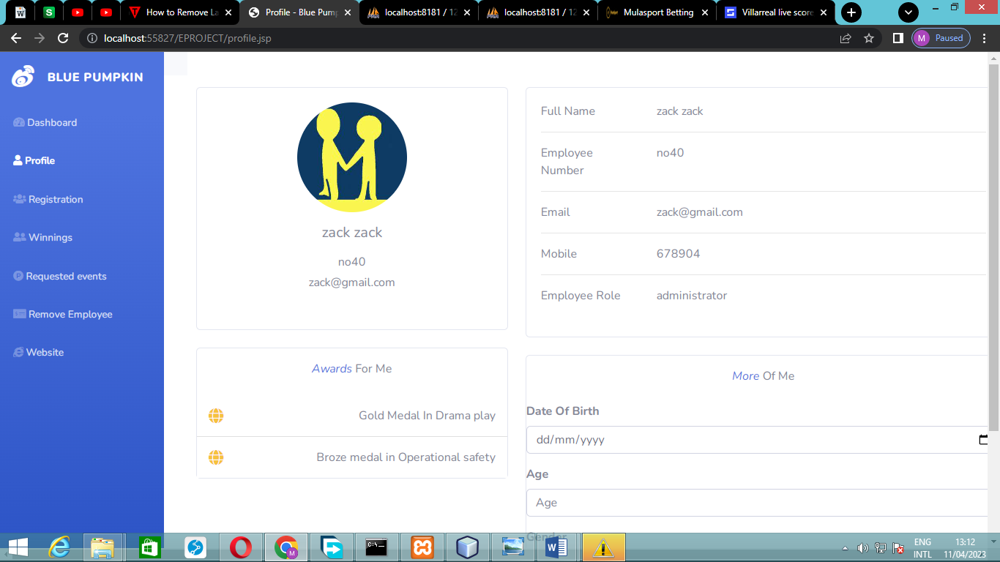 How to Remove La
Profile - Blue Pump
localhost:8181 / 12
localhost:8181 / 12
Mulasport Betting
Villarreal live score
localhost:55827/EPROJECT/profile.jsp
M Paused
BLUE PUMPKIN
Dashboard
Profile
Registration
Winnings
Requested events
Remove Employee
Website
zack zack
no40
zack@gmail.com
Awards For Me
Gold Medal In Drama play
Broze medal in Operational safety
Full Name zack zack
Employee Number no40
Email zack@gmail.com
Mobile 678904
Employee Role administrator
More Of Me
Date Of Birth
dd/mm/yyyy
Age
Age
Gender
ENG
INTL
13:12
11/04/2023